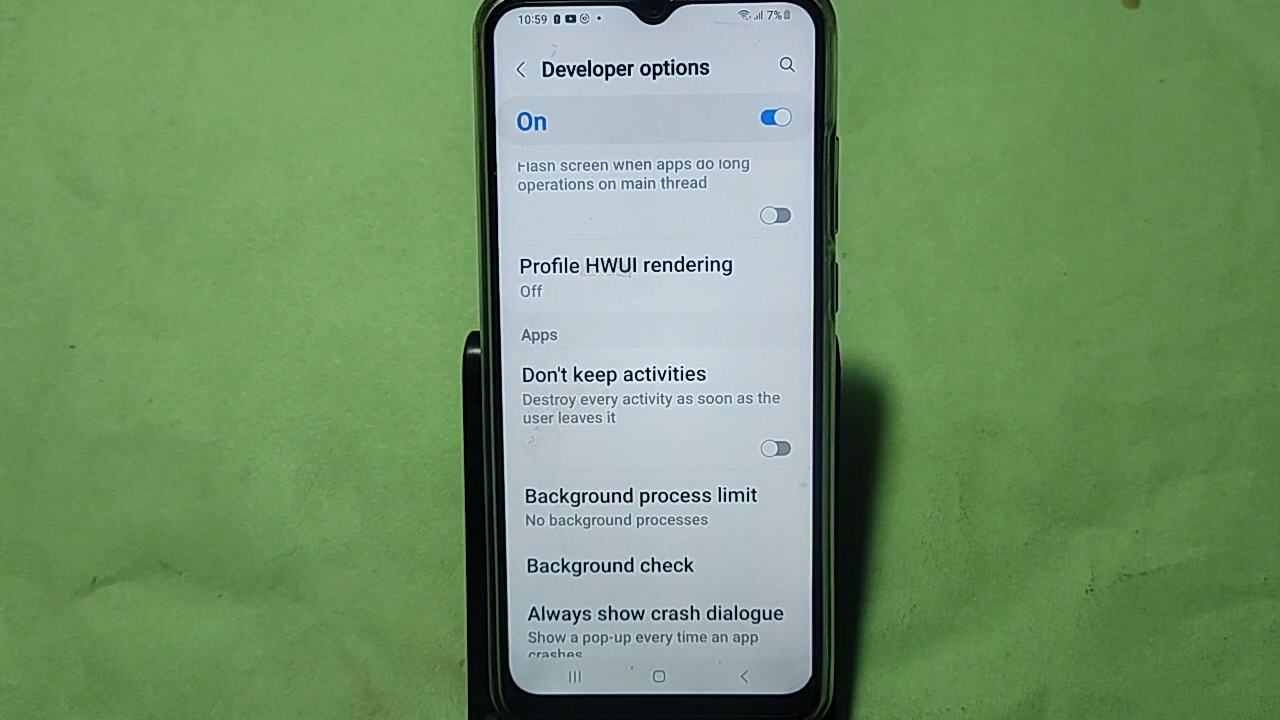 10:59
7%
Developer options
On
Flash screen when apps do long
operations on main thread
Profile HWUI rendering
Off
Apps
Don't keep activities
Destroy every activity as soon as the
user leaves it
Background process limit
No background processes
Background check
Always show crash dialogue
Show a pop-up every time an app
crashes